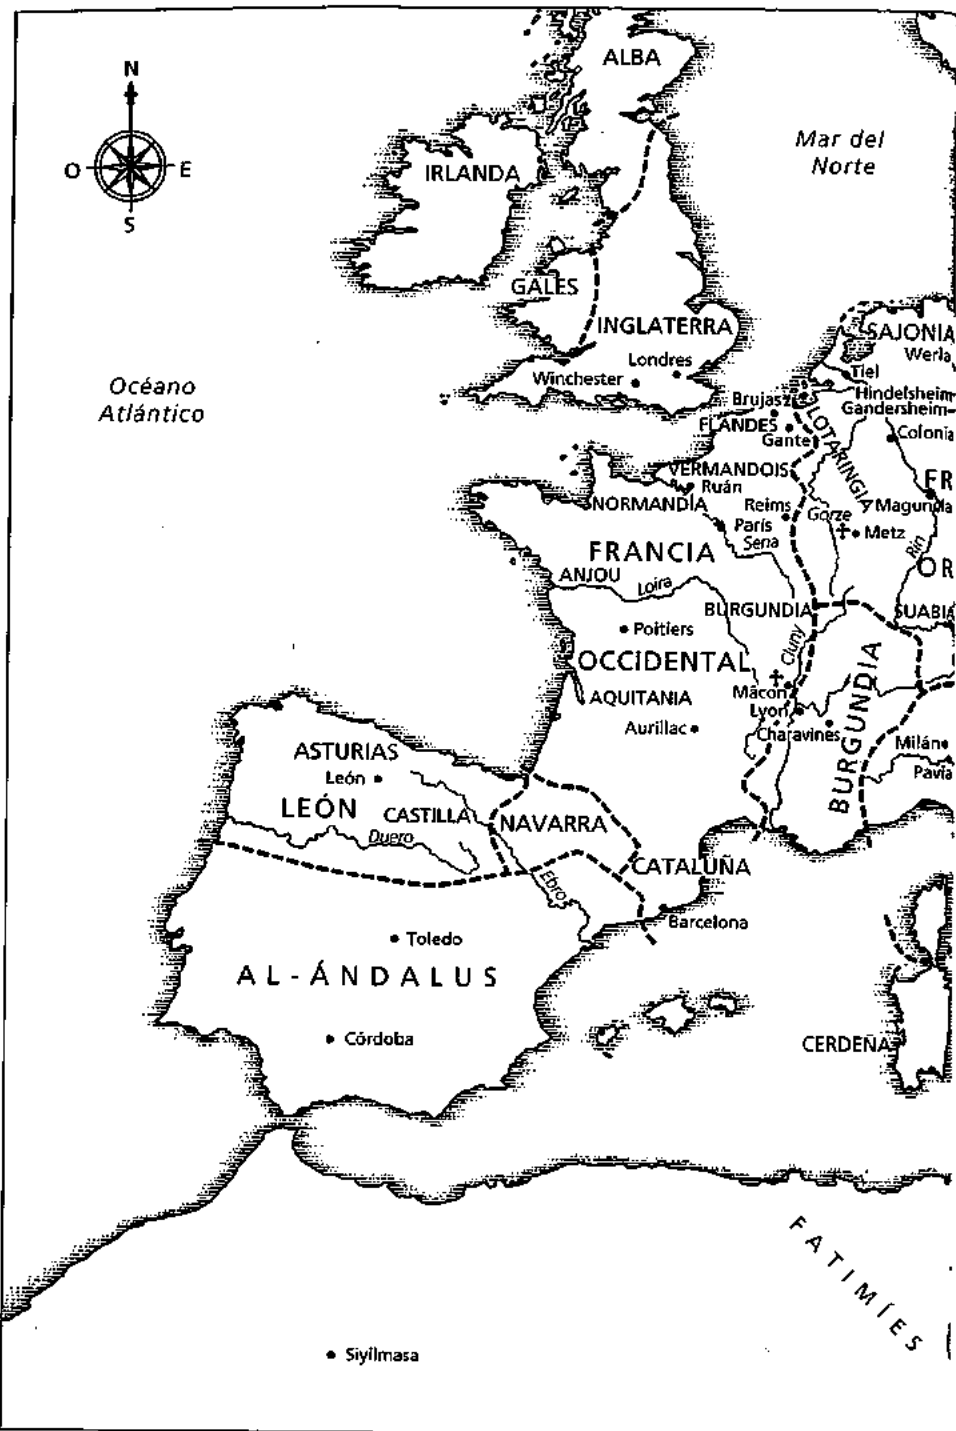 ALBA
N
Mar del
Norte
O
E
IRLANDA
S
GALES
INGLATERRA
SAJONIA
Werla
Londres
Tiel
Winchester
Océano
Atlántico
Brujas
Hindelsheim
Gandersheim
FLANDES
LOTARINGIA
Gante
Colonia
VERMANDOIS
Ruán
FR
NORMANDÍA
Reims
Gorze
Magundia
París
Metz
Sena
FRANCIA
Rin
OR
ANJOU
Loira
BURGUNDIA
SUABIA
Poitiers
Cluny
OCCIDENTAL
BURGUNDIA
Mâcon
AQUITANIA
Lyon
Aurillac
Charavines
Milán
ASTURIAS
Pavía
León
LEÓN
CASTILLA
NAVARRA
Duero
CATALUÑA
Ebro
Barcelona
Toledo
AL-ÁNDALUS
Córdoba
CERDEÑA
FATIMÍES
Siyilmasa